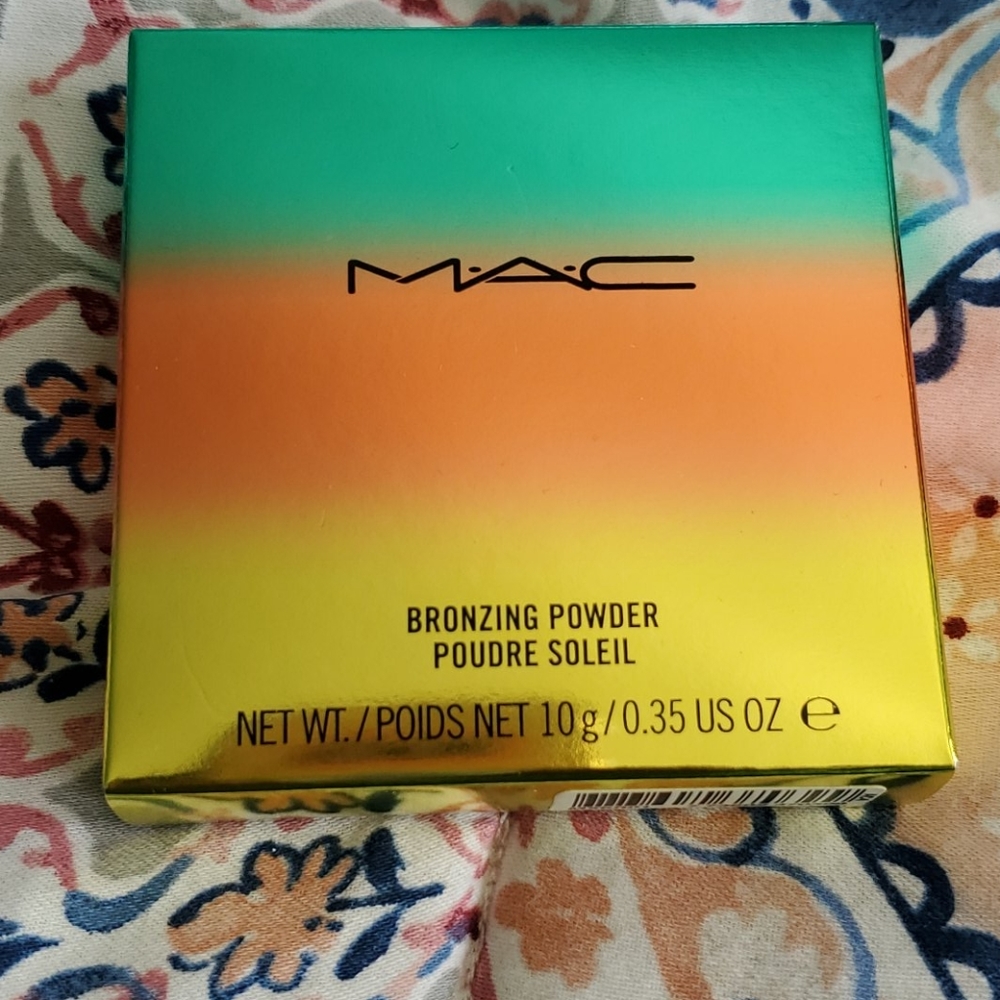 M·A·C
BRONZING POWDER
POUDRE SOLEIL
NET WT. / POIDS NET 10 g / 0.35 US OZ ℮